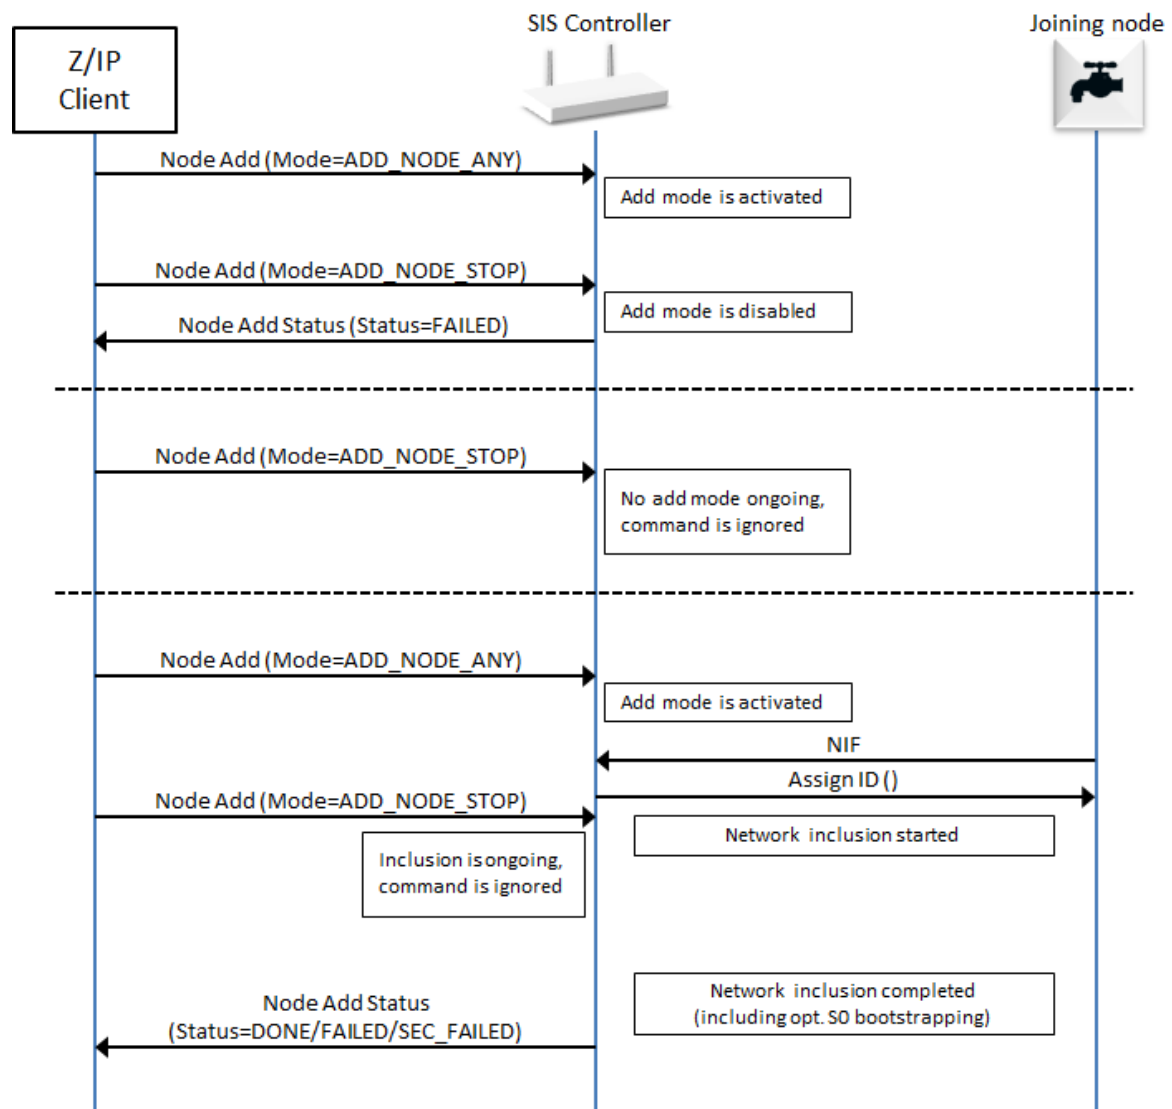 SIS Controller
Joining node
Z/IP
Client
Node Add (Mode=ADD_NODE_ANY)
Add mode is activated
Node Add (Mode=ADD_NODE_STOP)
Add mode is disabled
Node Add Status (Status=FAILED)
Node Add (Mode=ADD_NODE_STOP)
No add mode ongoing,
command is ignored
Node Add (Mode=ADD_NODE_ANY)
Add mode is activated
NIF
Assign ID ()
Node Add (Mode=ADD_NODE_STOP)
Network inclusion started
Inclusion is ongoing,
command is ignored
Network inclusion completed
(including opt. S0 bootstrapping)
Node Add Status
(Status=DONE/FAILED/SEC_FAILED)